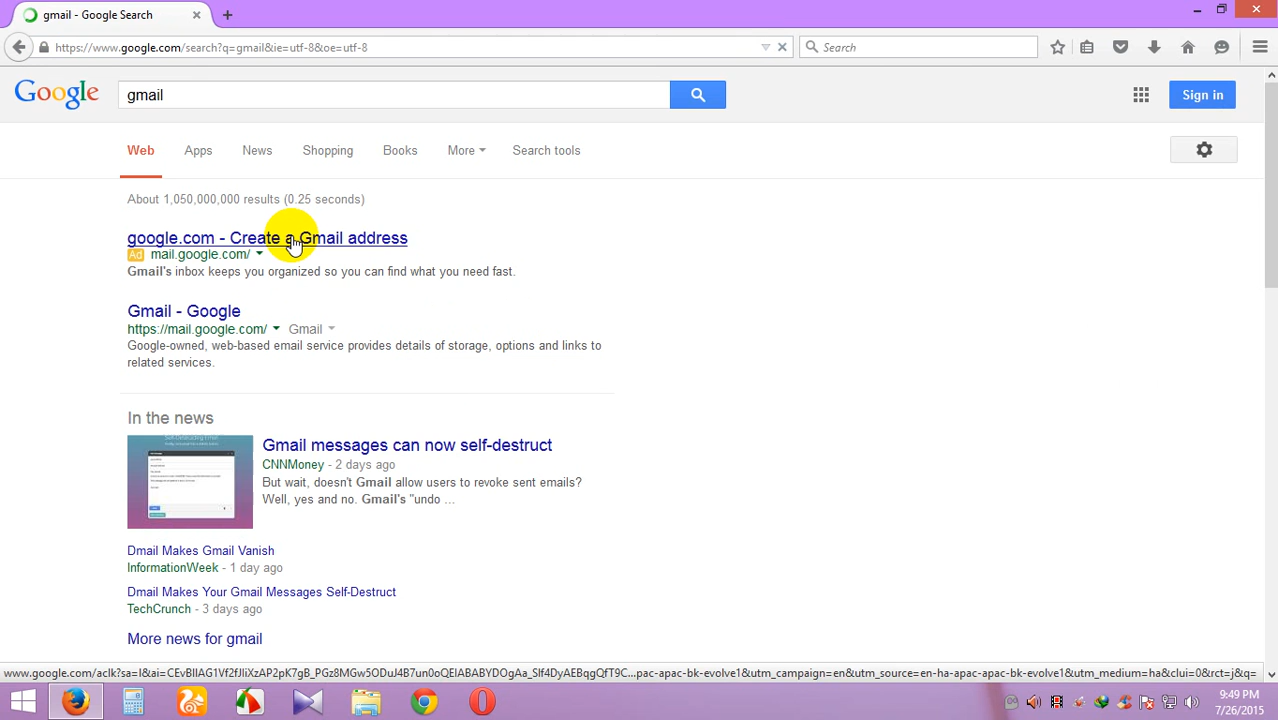 gmail - Google Search
https://www.google.com/search?q=gmail&ie=utf-8&oe=utf-8
Search
Google
gmail
Sign in
Web Apps News Shopping Books More Search tools
About 1,050,000,000 results (0.25 seconds)
google.com - Create a Gmail address
Ad mail.google.com/
Gmail's inbox keeps you organized so you can find what you need fast.
Gmail - Google
https://mail.google.com/ Gmail
Google-owned, web-based email service provides details of storage, options and links to
related services.
In the news
Gmail messages can now self-destruct
CNNMoney - 2 days ago
But wait, doesn't Gmail allow users to revoke sent emails?
Well, yes and no. Gmail's "undo ...
Dmail Makes Gmail Vanish
InformationWeek - 1 day ago
Dmail Makes Your Gmail Messages Self-Destruct
TechCrunch - 3 days ago
More news for gmail
9:49 PM
7/26/2015